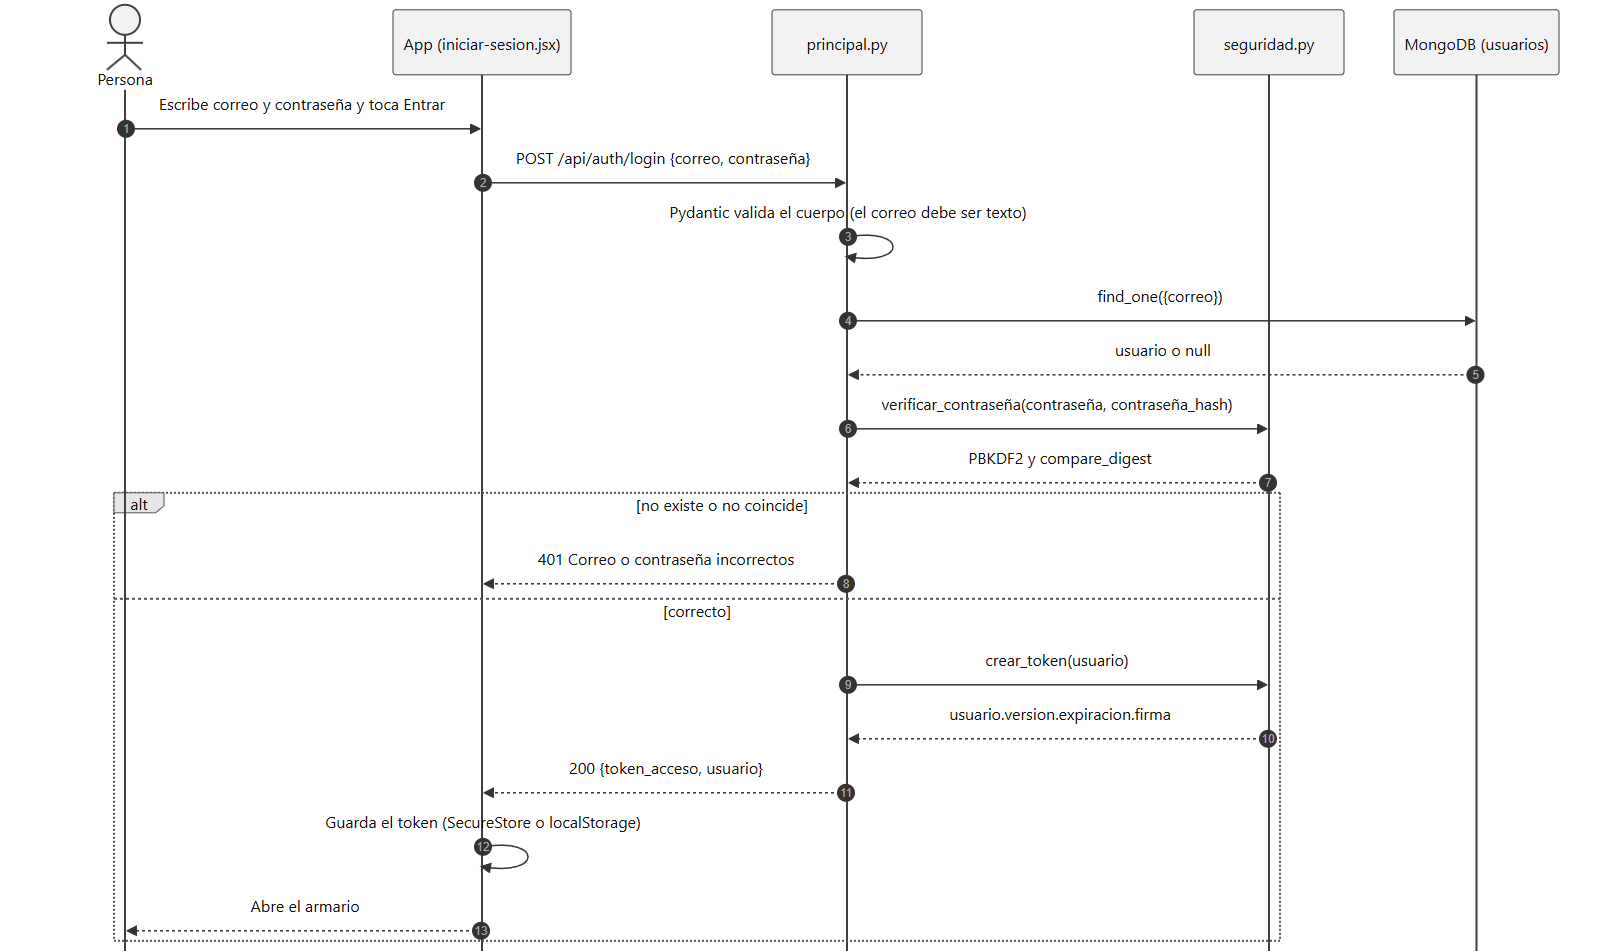 Persona
App (iniciar-sesion.jsx)
principal.py
seguridad.py
MongoDB (usuarios)
Escribe correo y contraseña y toca Entrar
1
POST /api/auth/login {correo, contraseña}
2
Pydantic valida el cuerpo (el correo debe ser texto)
3
find_one({correo})
4
usuario o null
5
verificar_contraseña(contraseña, contraseña_hash)
6
PBKDF2 y compare_digest
7
alt
[no existe o no coincide]
401 Correo o contraseña incorrectos
8
[correcto]
crear_token(usuario)
9
usuario.version.expiracion.firma
10
200 {token_acceso, usuario}
11
Guarda el token (SecureStore o localStorage)
12
Abre el armario
13